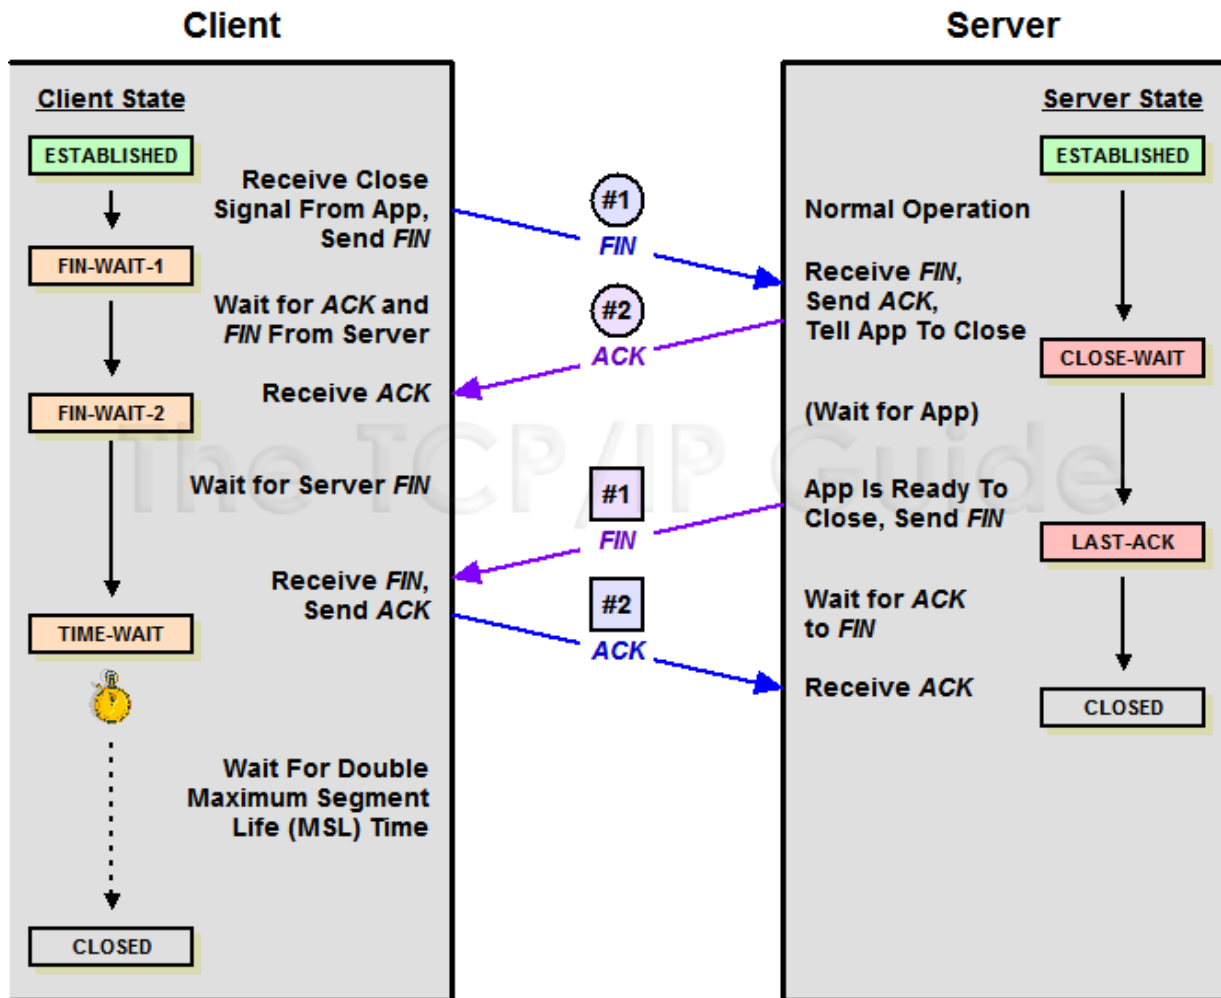 Client
Server
Client State
ESTABLISHED
Receive Close
Signal From App,
Send FIN
FIN-WAIT-1
Wait for ACK and
FIN From Server
Receive ACK
FIN-WAIT-2
Wait for Server FIN
Receive FIN,
Send ACK
TIME-WAIT
Wait For Double
Maximum Segment
Life (MSL) Time
CLOSED
#1
FIN
#2
ACK
#1
FIN
#2
ACK
The TCP/IP Guide
Server State
ESTABLISHED
Normal Operation
Receive FIN,
Send ACK,
Tell App To Close
CLOSE-WAIT
(Wait for App)
App Is Ready To
Close, Send FIN
LAST-ACK
Wait for ACK
to FIN
Receive ACK
CLOSED